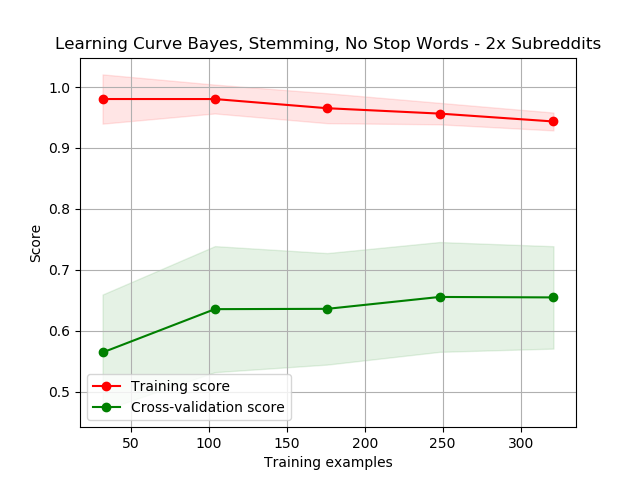 Learning Curve Bayes, Stemming, No Stop Words - 2x Subreddits
1.0
0.9
0.8
0.7
0.6
0.5
Score
Training score
Cross-validation score
50 100 150 200 250 300
Training examples